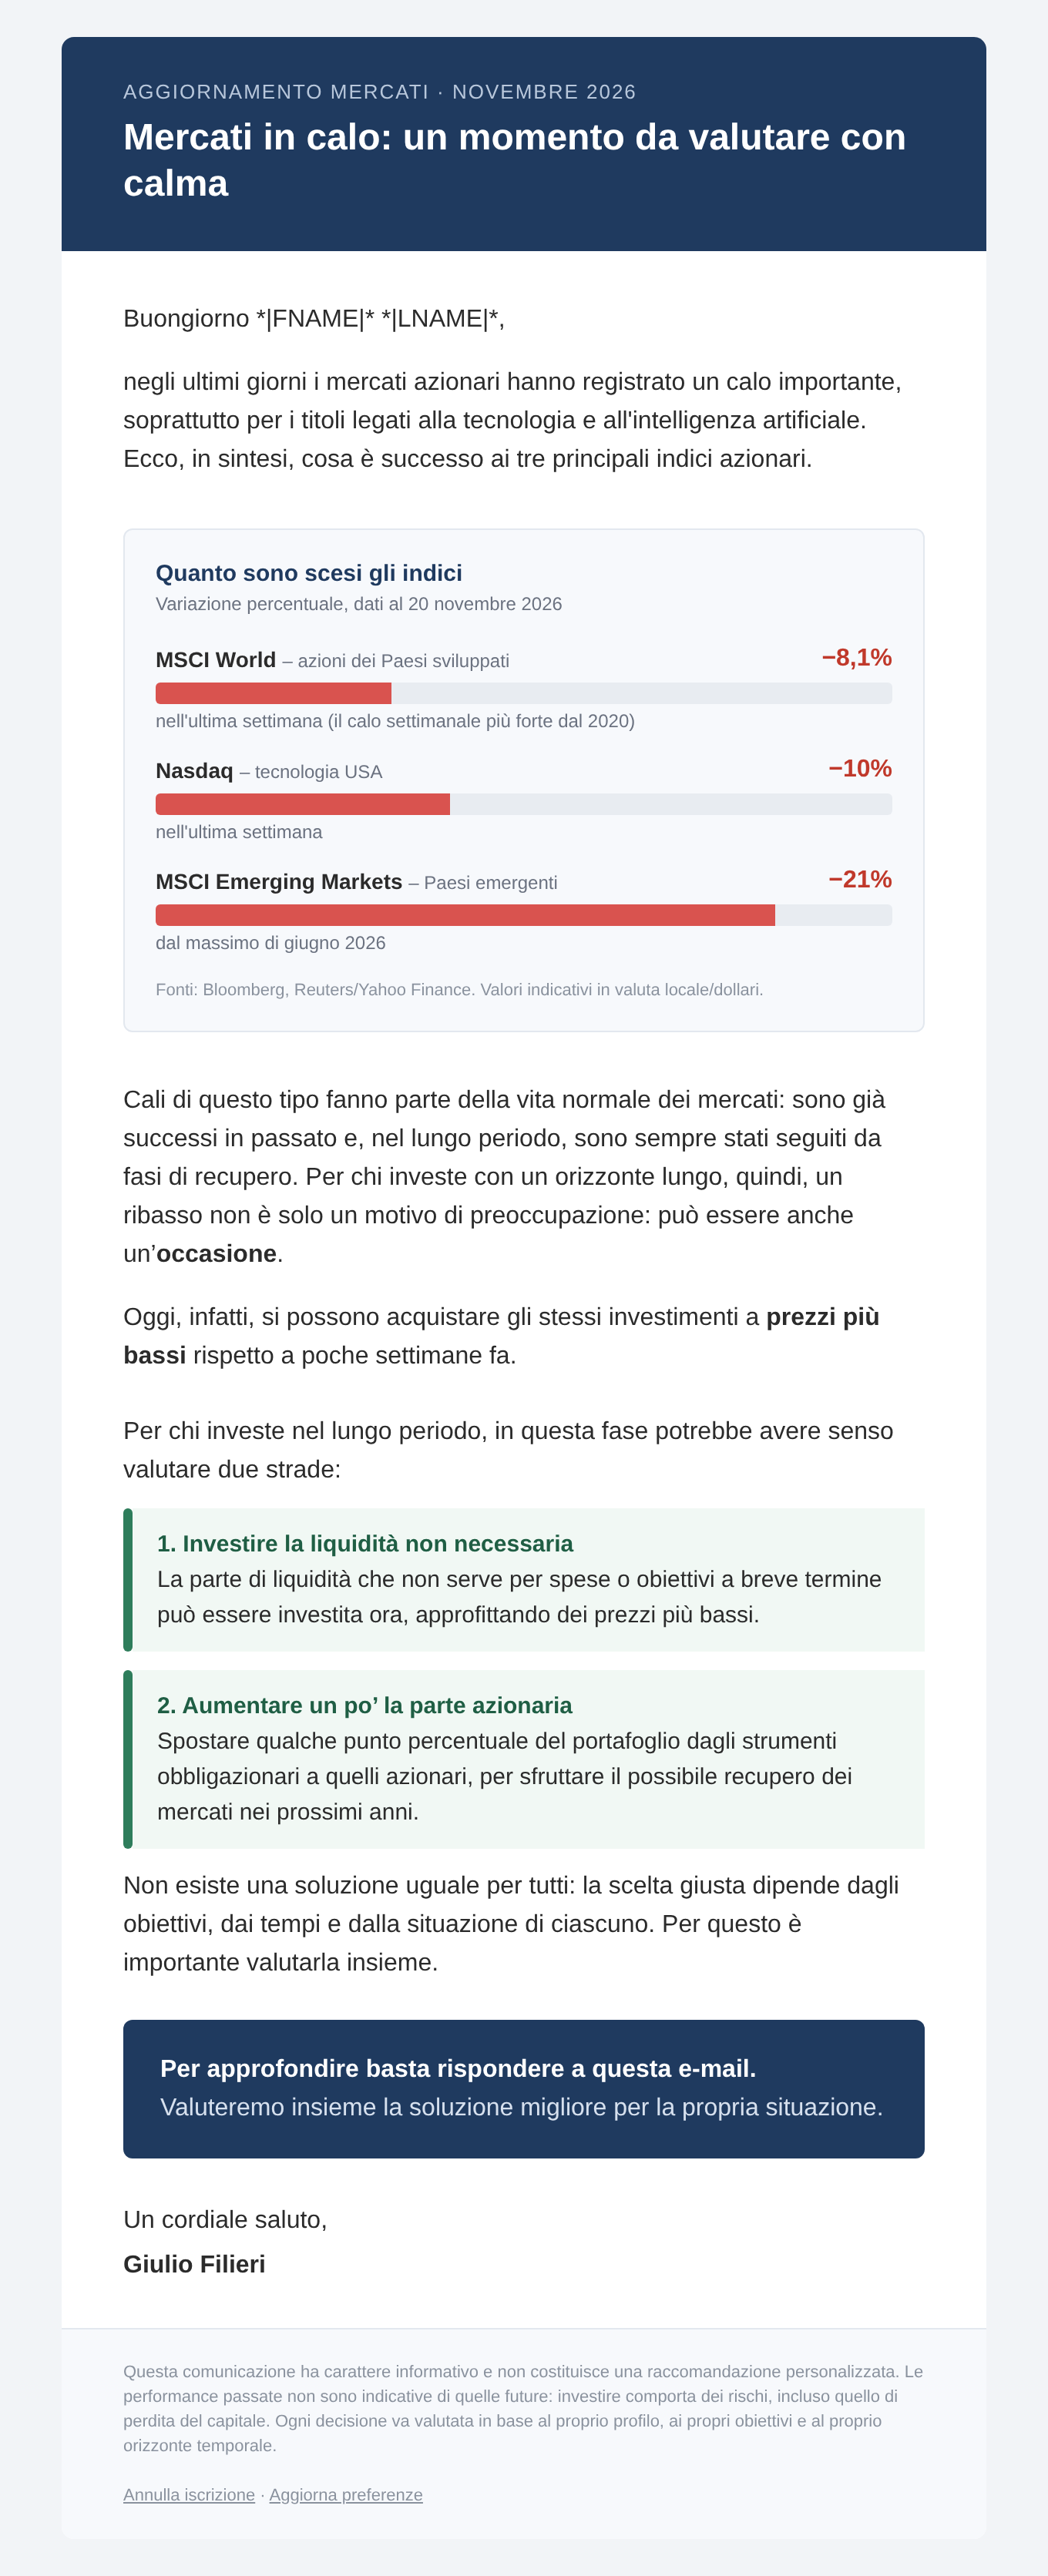 AGGIORNAMENTO MERCATI · NOVEMBRE 2026
Mercati in calo: un momento da valutare con
calma
Buongiorno *|FNAME|* *|LNAME|*,
negli ultimi giorni i mercati azionari hanno registrato un calo importante,
soprattutto per i titoli legati alla tecnologia e all'intelligenza artificiale.
Ecco, in sintesi, cosa è successo ai tre principali indici azionari.
Quanto sono scesi gli indici
Variazione percentuale, dati al 20 novembre 2026
MSCI World – azioni dei Paesi sviluppati −8,1%
nell'ultima settimana (il calo settimanale più forte dal 2020)
Nasdaq – tecnologia USA −10%
nell'ultima settimana
MSCI Emerging Markets – Paesi emergenti −21%
dal massimo di giugno 2026
Fonti: Bloomberg, Reuters/Yahoo Finance. Valori indicativi in valuta locale/dollari.
Cali di questo tipo fanno parte della vita normale dei mercati: sono già
successi in passato e, nel lungo periodo, sono sempre stati seguiti da
fasi di recupero. Per chi investe con un orizzonte lungo, quindi, un
ribasso non è solo un motivo di preoccupazione: può essere anche
un’occasione.
Oggi, infatti, si possono acquistare gli stessi investimenti a prezzi più
bassi rispetto a poche settimane fa.
Per chi investe nel lungo periodo, in questa fase potrebbe avere senso
valutare due strade:
1. Investire la liquidità non necessaria
La parte di liquidità che non serve per spese o obiettivi a breve termine
può essere investita ora, approfittando dei prezzi più bassi.
2. Aumentare un po’ la parte azionaria
Spostare qualche punto percentuale del portafoglio dagli strumenti
obbligazionari a quelli azionari, per sfruttare il possibile recupero dei
mercati nei prossimi anni.
Non esiste una soluzione uguale per tutti: la scelta giusta dipende dagli
obiettivi, dai tempi e dalla situazione di ciascuno. Per questo è
importante valutarla insieme.
Per approfondire basta rispondere a questa e-mail.
Valuteremo insieme la soluzione migliore per la propria situazione.
Un cordiale saluto,
Giulio Filieri
Questa comunicazione ha carattere informativo e non costituisce una raccomandazione personalizzata. Le
performance passate non sono indicative di quelle future: investire comporta dei rischi, incluso quello di
perdita del capitale. Ogni decisione va valutata in base al proprio profilo, ai propri obiettivi e al proprio
orizzonte temporale.
Annulla iscrizione · Aggiorna preferenze